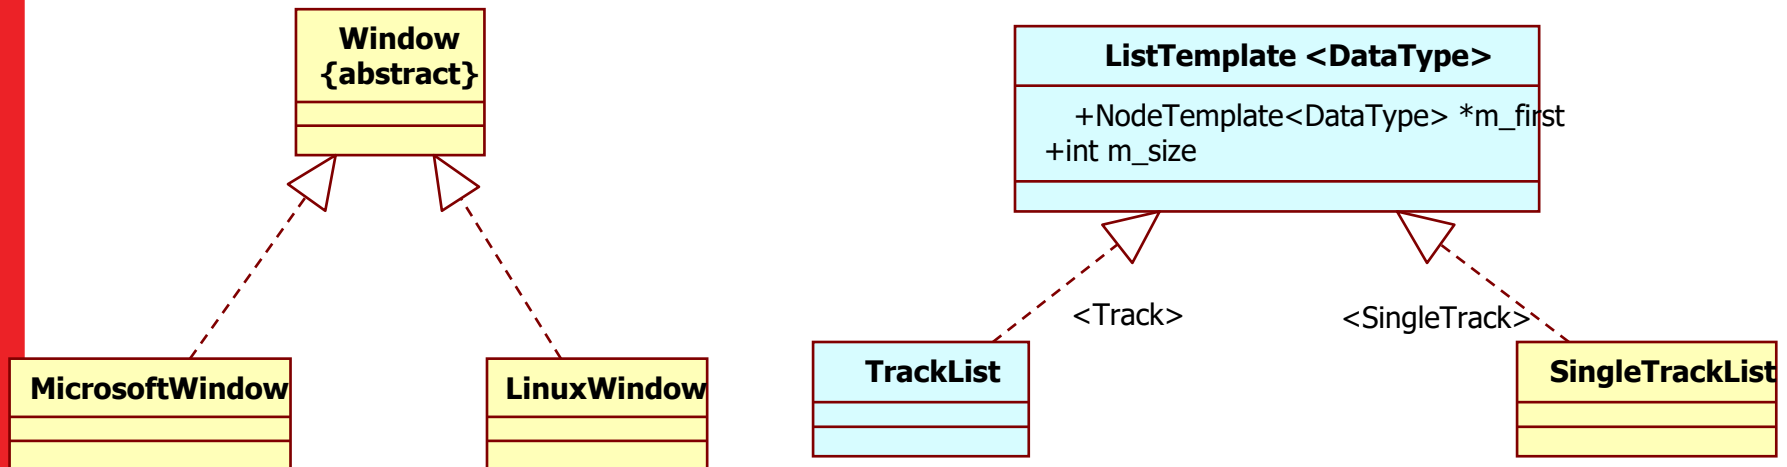 Window
{abstract}
MicrosoftWindow
LinuxWindow
ListTemplate <DataType>
+NodeTemplate<DataType> *m_first
+int m_size
<Track>
<SingleTrack>
TrackList
SingleTrackList